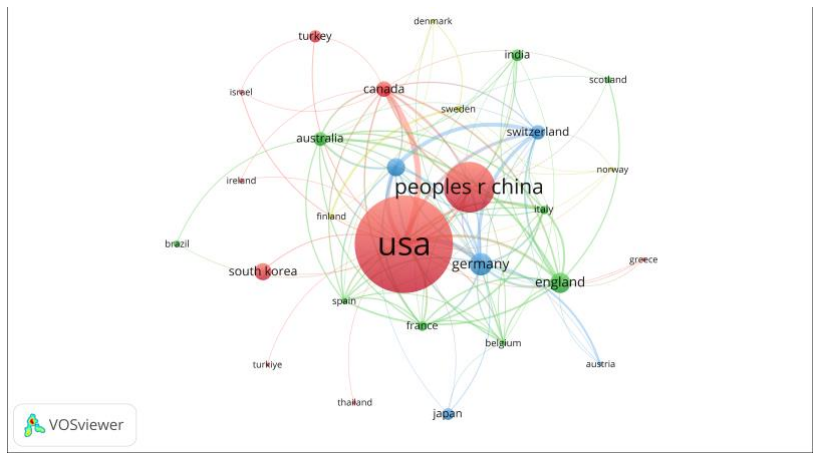 denmark
turkey
india
scotland
canada
israel
sweden
switzerland
australia
norway
ireland
peoples r china
italy
finland
usa
brazil
greece
germany
south korea
england
spain
france
belgium
turkiye
austria
thailand
japan
VOSviewer